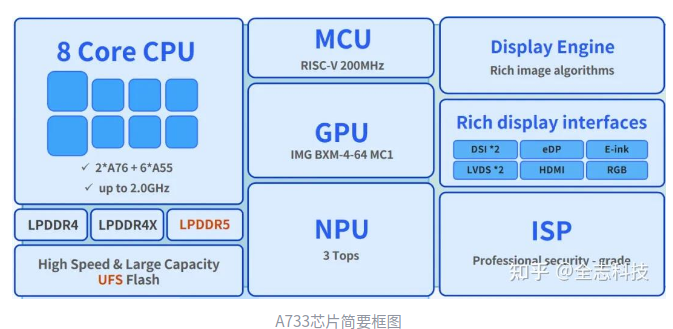 8 Core CPU
✓ 2*A76 + 6*A55
✓ up to 2.0GHz
LPDDR4
LPDDR4X
LPDDR5
High Speed & Large Capacity
UFS Flash
MCU
RISC-V 200MHz
GPU
IMG BXM-4-64 MC1
NPU
3 Tops
Display Engine
Rich image algorithms
Rich display interfaces
DSI *2
eDP
E-ink
LVDS *2
HDMI
RGB
ISP
Professional security - grade
知乎 @全志科技
A733芯片简要框图